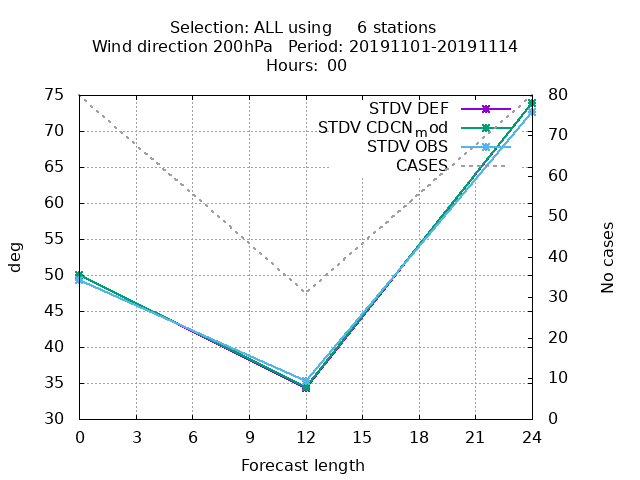 Selection: ALL using     6 stations
Wind direction 200hPa   Period: 20191101-20191114
Hours: 00
STDV DEF
STDV CDCNmod
STDV OBS
CASES
75
70
65
60
55
50
45
40
35
30
deg
80
70
60
50
40
30
20
10
0
No cases
0 3 6 9 12 15 18 21 24
Forecast length